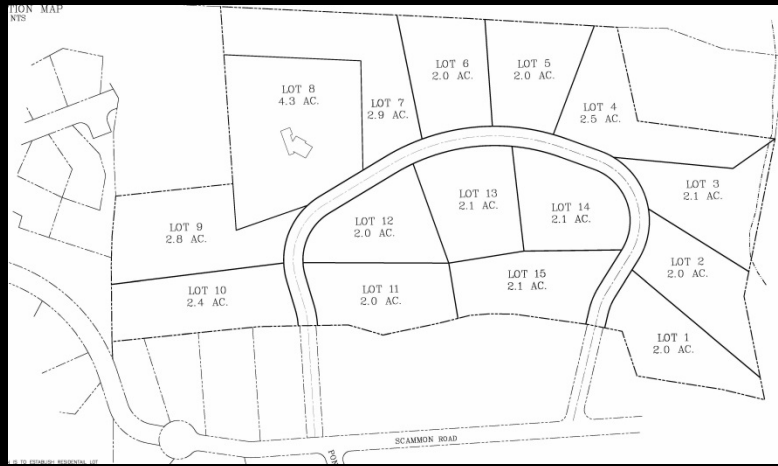 TION MAP
NTS
LOT 6
2.0 AC.
LOT 5
2.0 AC.
LOT 8
4.3 AC.
LOT 7
2.9 AC.
LOT 4
2.5 AC.
LOT 3
2.1 AC.
LOT 13
2.1 AC.
LOT 14
2.1 AC.
LOT 12
2.0 AC.
LOT 9
2.8 AC.
LOT 2
2.0 AC.
LOT 15
2.1 AC.
LOT 10
2.4 AC.
LOT 11
2.0 AC.
LOT 1
2.0 AC.
SCAMMON ROAD
PON
IS TO ESTABLISH RESIDENTIAL LOT